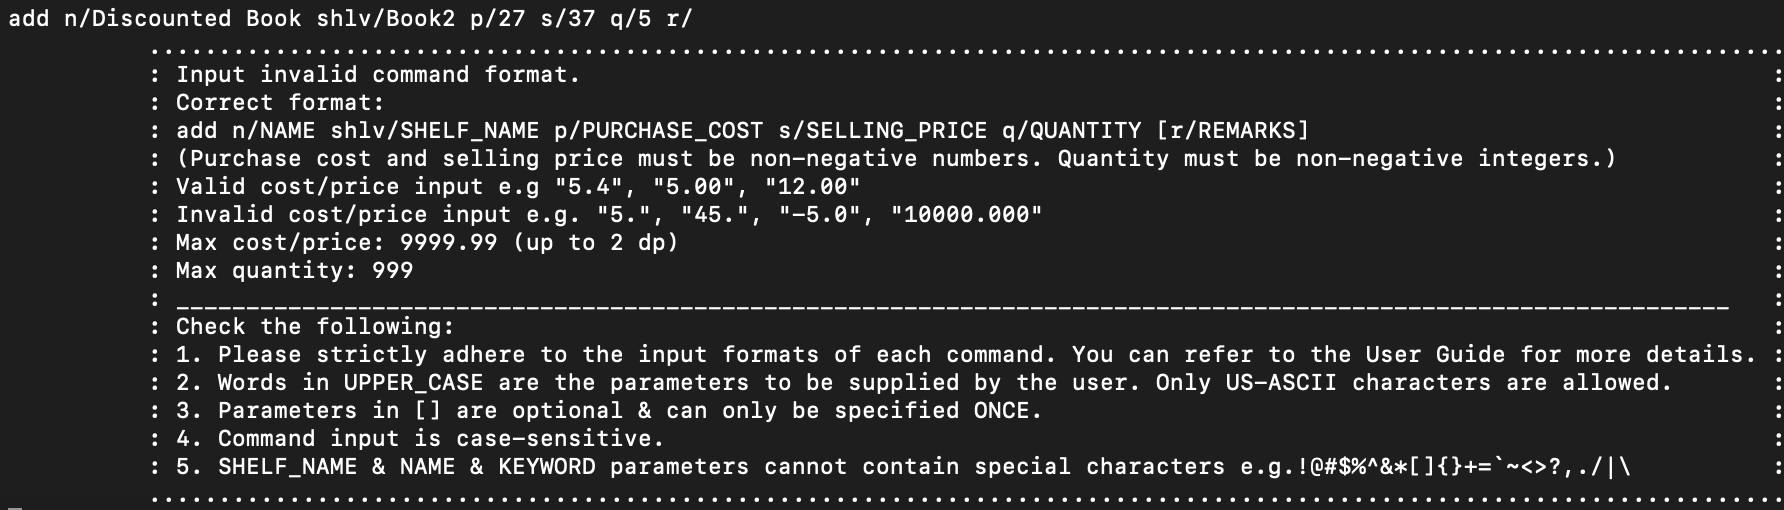 add n/Discounted Book shlv/Book2 p/27 s/37 q/5 r/
: Input invalid command format. :
: Correct format: :
: add n/NAME shlv/SHELF_NAME p/PURCHASE_COST s/SELLING_PRICE q/QUANTITY [r/REMARKS] :
: (Purchase cost and selling price must be non-negative numbers. Quantity must be non-negative integers.) :
: Valid cost/price input e.g "5.4", "5.00", "12.00" :
: Invalid cost/price input e.g. "5.", "45.", "-5.0", "10000.000" :
: Max cost/price: 9999.99 (up to 2 dp) :
: Max quantity: 999 :
: _______________________________________________________________________________________________________________ :
: Check the following: :
: 1. Please strictly adhere to the input formats of each command. You can refer to the User Guide for more details. :
: 2. Words in UPPER_CASE are the parameters to be supplied by the user. Only US-ASCII characters are allowed. :
: 3. Parameters in [] are optional & can only be specified ONCE. :
: 4. Command input is case-sensitive. :
: 5. SHELF_NAME & NAME & KEYWORD parameters cannot contain special characters e.g.!@#$%^&*[]{}+=`~<>?,./|\ :